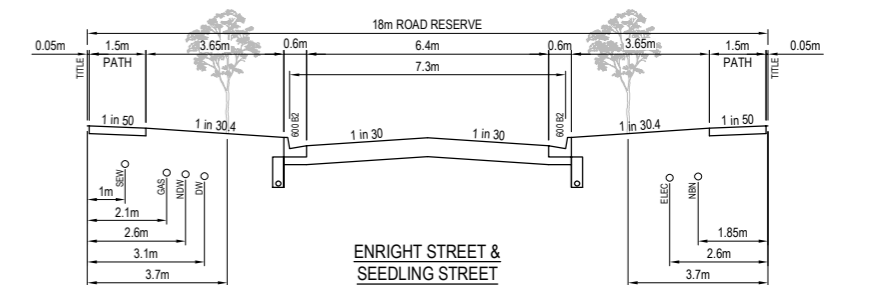 18m ROAD RESERVE
0.05m 1.5m 3.65m 0.6m 6.4m 0.6m 3.65m 1.5m 0.05m
TITLE PATH 7.3m PATH TITLE
600 B2 600 B2
1 in 50 1 in 30.4 1 in 30 1 in 30 1 in 30.4 1 in 50
SEW GAS NDW DW ELEC NBN
1m
2.1m
2.6m 1.85m
3.1m 2.6m
3.7m 3.7m
ENRIGHT STREET &
SEEDLING STREET